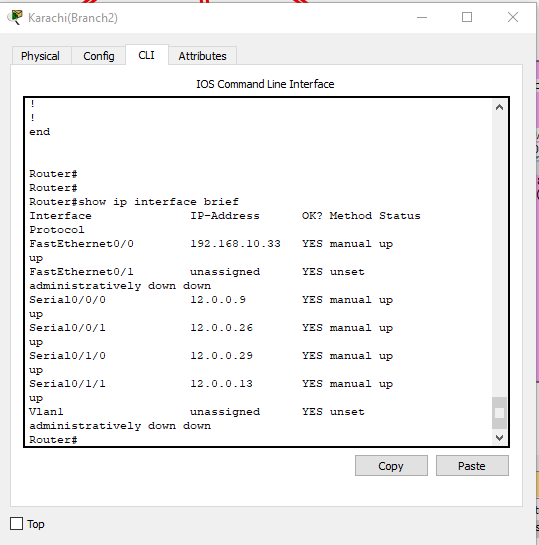 Karachi(Branch2)
Physical Config CLI Attributes
IOS Command Line Interface
!
!
end
Router#
Router#
Router#show ip interface brief
Interface IP-Address OK? Method Status
Protocol
FastEthernet0/0 192.168.10.33 YES manual up
up
FastEthernet0/1 unassigned YES unset
administratively down down
Serial0/0/0 12.0.0.9 YES manual up
up
Serial0/0/1 12.0.0.26 YES manual up
up
Serial0/1/0 12.0.0.29 YES manual up
up
Serial0/1/1 12.0.0.13 YES manual up
up
Vlan1 unassigned YES unset
administratively down down
Router#
Copy Paste
Top